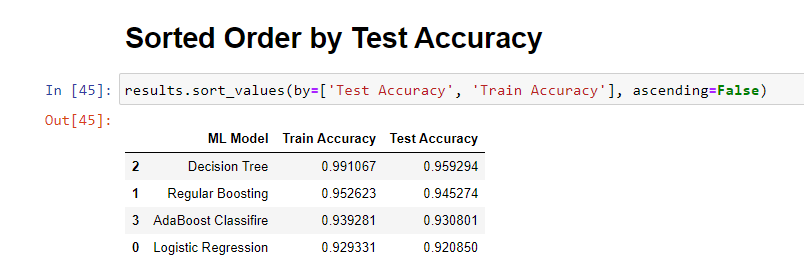 Sorted Order by Test Accuracy
In [45]: results.sort_values(by=['Test Accuracy', 'Train Accuracy'], ascending=False)
Out[45]:
ML Model Train Accuracy Test Accuracy
2 Decision Tree 0.991067 0.959294
1 Regular Boosting 0.952623 0.945274
3 AdaBoost Classifire 0.939281 0.930801
0 Logistic Regression 0.929331 0.920850